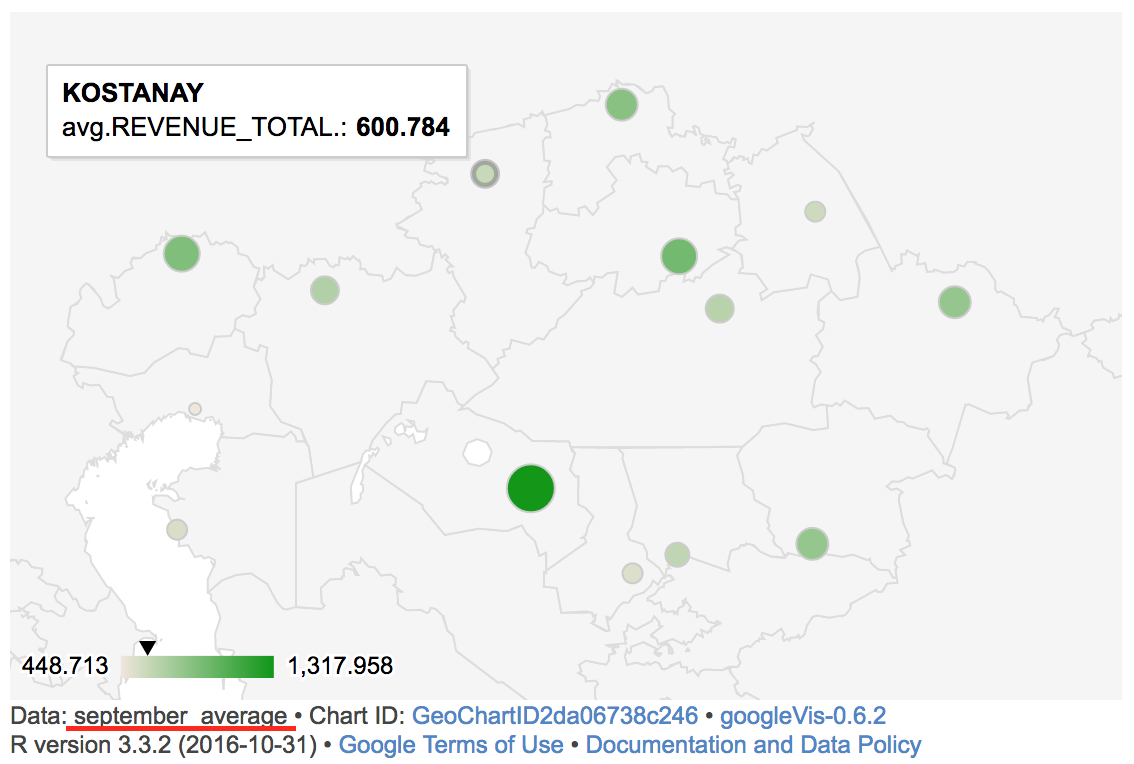 KOSTANAY
avg.REVENUE_TOTAL.: 600.784
448.713 1,317.958
Data: september_average • Chart ID: GeoChartID2da06738c246 • googleVis-0.6.2
R version 3.3.2 (2016-10-31) • Google Terms of Use • Documentation and Data Policy